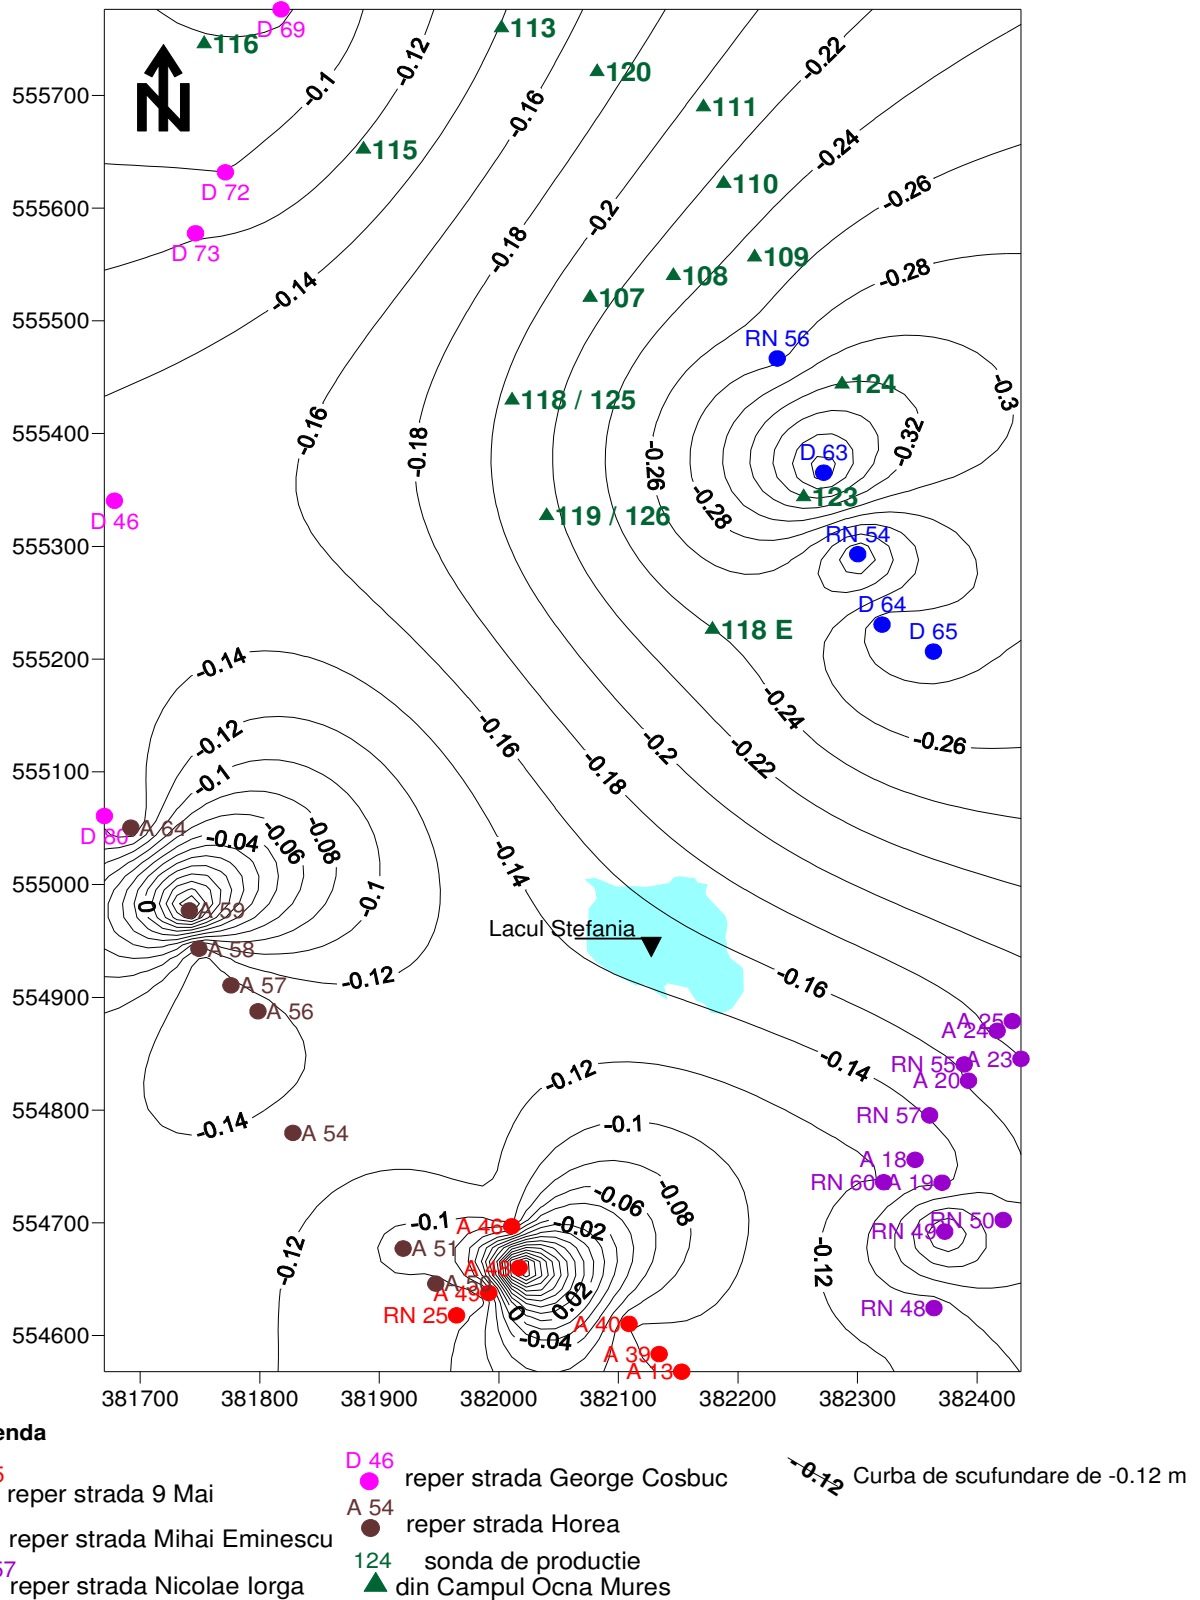 D 69
116
113
-0.12
-0.1
-0.22
120
-0.16
111
555700
N
115
-0.24
D 72
110
-0.26
555600
-0.2
D 73
-0.18
109
-0.28
108
-0.14
107
555500
RN 56
124
-0.3
118 / 125
555400
-0.16
-0.18
-0.32
D 63
-0.26
123
D 46
-0.28
119 / 126
RN 54
555300
D 64
118 E
D 65
555200
-0.14
-0.24
-0.12
-0.16
-0.2
-0.22
-0.26
555100
-0.1
-0.18
D 80
A 64
-0.04
-0.06
-0.08
-0.14
555000
-0.1
0
A 59
Lacul Stefania
A 58
-0.12
A 57
-0.16
554900
A 56
A 25
A 24
RN 55
A 23
-0.14
A 20
-0.12
554800
-0.14
A 54
-0.1
RN 57
A 18
RN 60
A 19
-0.06
-0.08
554700
-0.1
A 46
-0.02
RN 50
RN 49
A 51
-0.12
-0.12
A 48
A 50
A 49
RN 25
0
0.02
RN 48
A 40
554600
-0.04
A 39
A 13
381700 381800 381900 382000 382100 382200 382300 382400
enda
D 46
reper strada George Cosbuc
-0.12
Curba de scufundare de -0.12 m
5
reper strada 9 Mai
A 54
reper strada Horea
reper strada Mihai Eminescu
57
reper strada Nicolae Iorga
124
sonda de productie
din Campul Ocna Mures